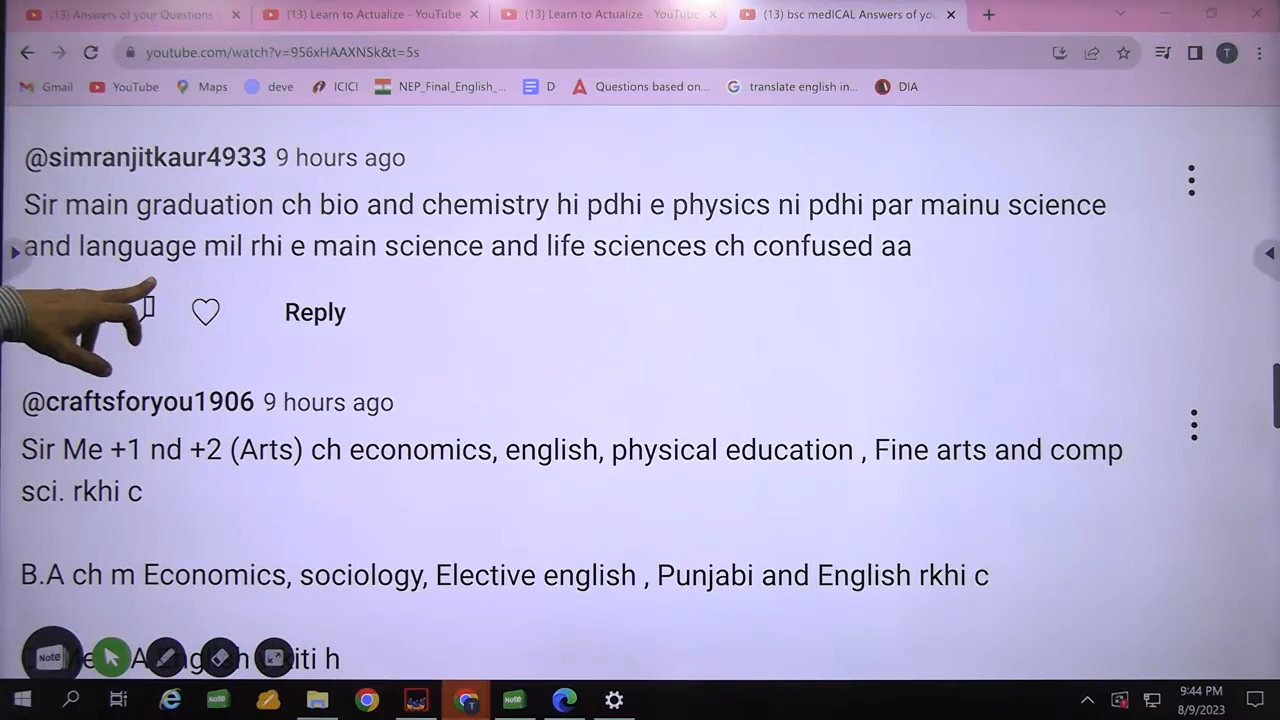 (13) Answers of your Questions
(13) Learn to Actualize - YouTube
(13) Learn to Actualize - YouTube
(13) bsc medICAL Answers of you
youtube.com/watch?v=956xHAAXNSk&t=5s
T
Gmail YouTube Maps deve ICICI NEP_Final_English_... D Questions based on... translate english in... DIA
@simranjitkaur4933 9 hours ago
Sir main graduation ch bio and chemistry hi pdhi e physics ni pdhi par mainu science
and language mil rhi e main science and life sciences ch confused aa
Reply
@craftsforyou1906 9 hours ago
Sir Me +1 nd +2 (Arts) ch economics, english, physical education , Fine arts and comp
sci. rkhi c
B.A ch m Economics, sociology, Elective english , Punjabi and English rkhi c
Note
kiti h
Note Note
9:44 PM
8/9/2023